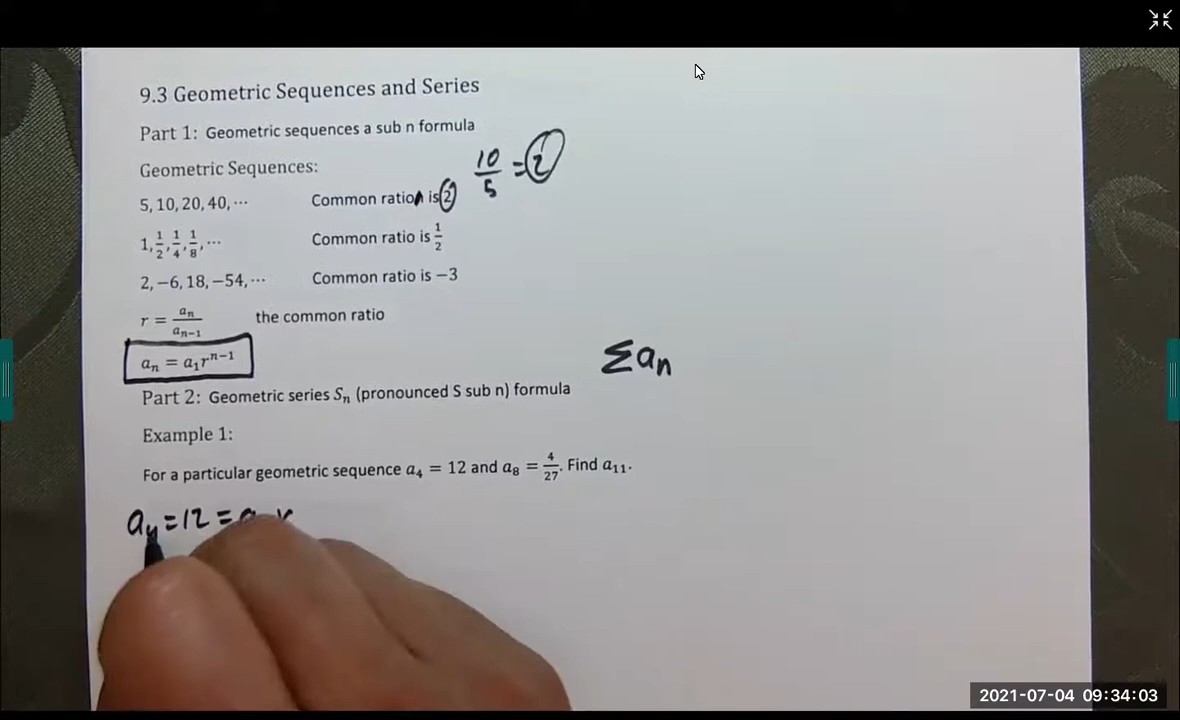 9.3 Geometric Sequences and Series
Part 1: Geometric sequences a sub n formula
Geometric Sequences:
10/5 = 2
5, 10, 20, 40, ⋯ Common ratio is 2
1, 1/2, 1/4, 1/8, ⋯ Common ratio is 1/2
2, −6, 18, −54, ⋯ Common ratio is −3
r = aₙ/aₙ₋₁ the common ratio
aₙ = a₁rⁿ⁻¹
Σaₙ
Part 2: Geometric series Sₙ (pronounced S sub n) formula
Example 1:
For a particular geometric sequence a₄ = 12 and a₈ = 4/27. Find a₁₁.
a₄ = 12 =
2021-07-04 09:34:03